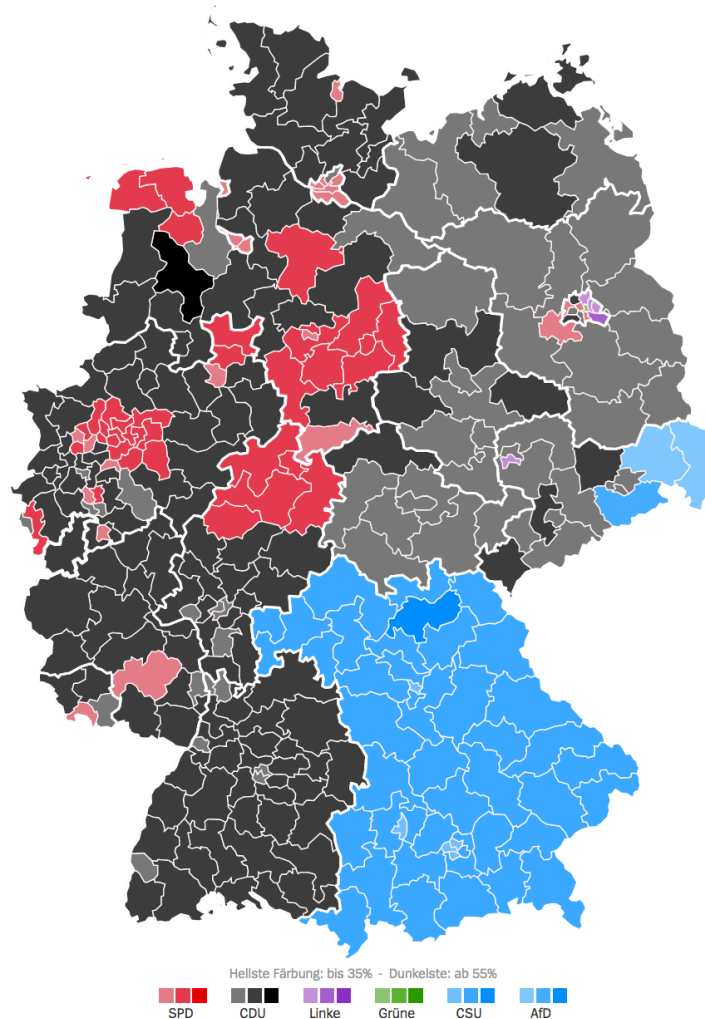 Hellste Färbung: bis 35% - Dunkelste: ab 55%
SPD CDU Linke Grüne CSU AfD